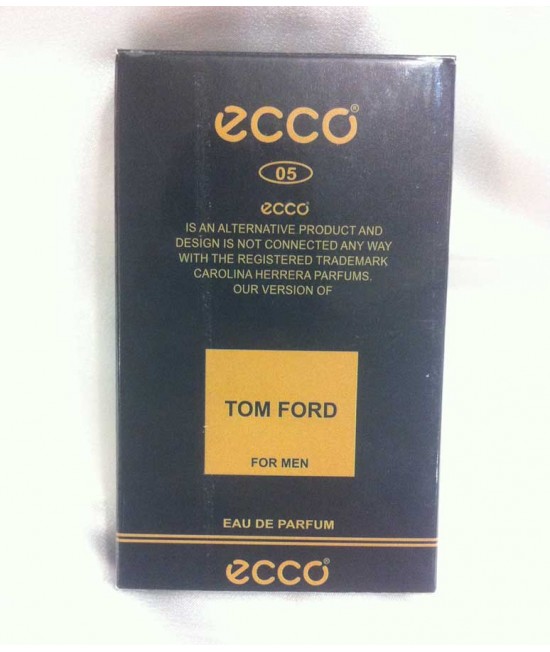 ecco®
05
ecco®
IS AN ALTERNATIVE PRODUCT AND
DESIGN IS NOT CONNECTED ANY WAY
WITH THE REGISTERED TRADEMARK
CAROLINA HERRERA PARFUMS.
OUR VERSION OF
TOM FORD
FOR MEN
EAU DE PARFUM
ecco®